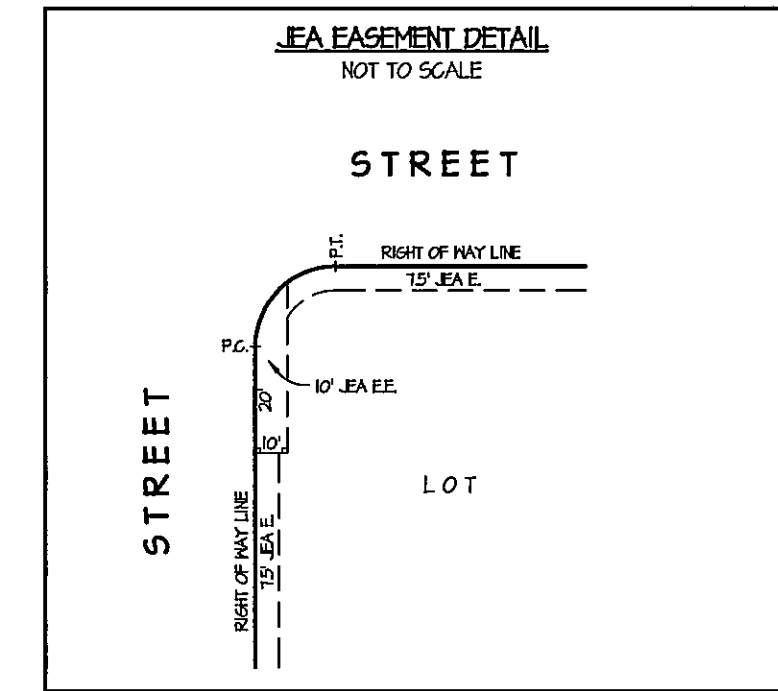 JEA EASEMENT DETAIL
NOT TO SCALE
STREET
P.T.
RIGHT OF WAY LINE
7.5' JEA E.
P.C.
10' JEA E.E.
20'
10'
STREET
LOT
RIGHT OF WAY LINE
7.5' JEA E.